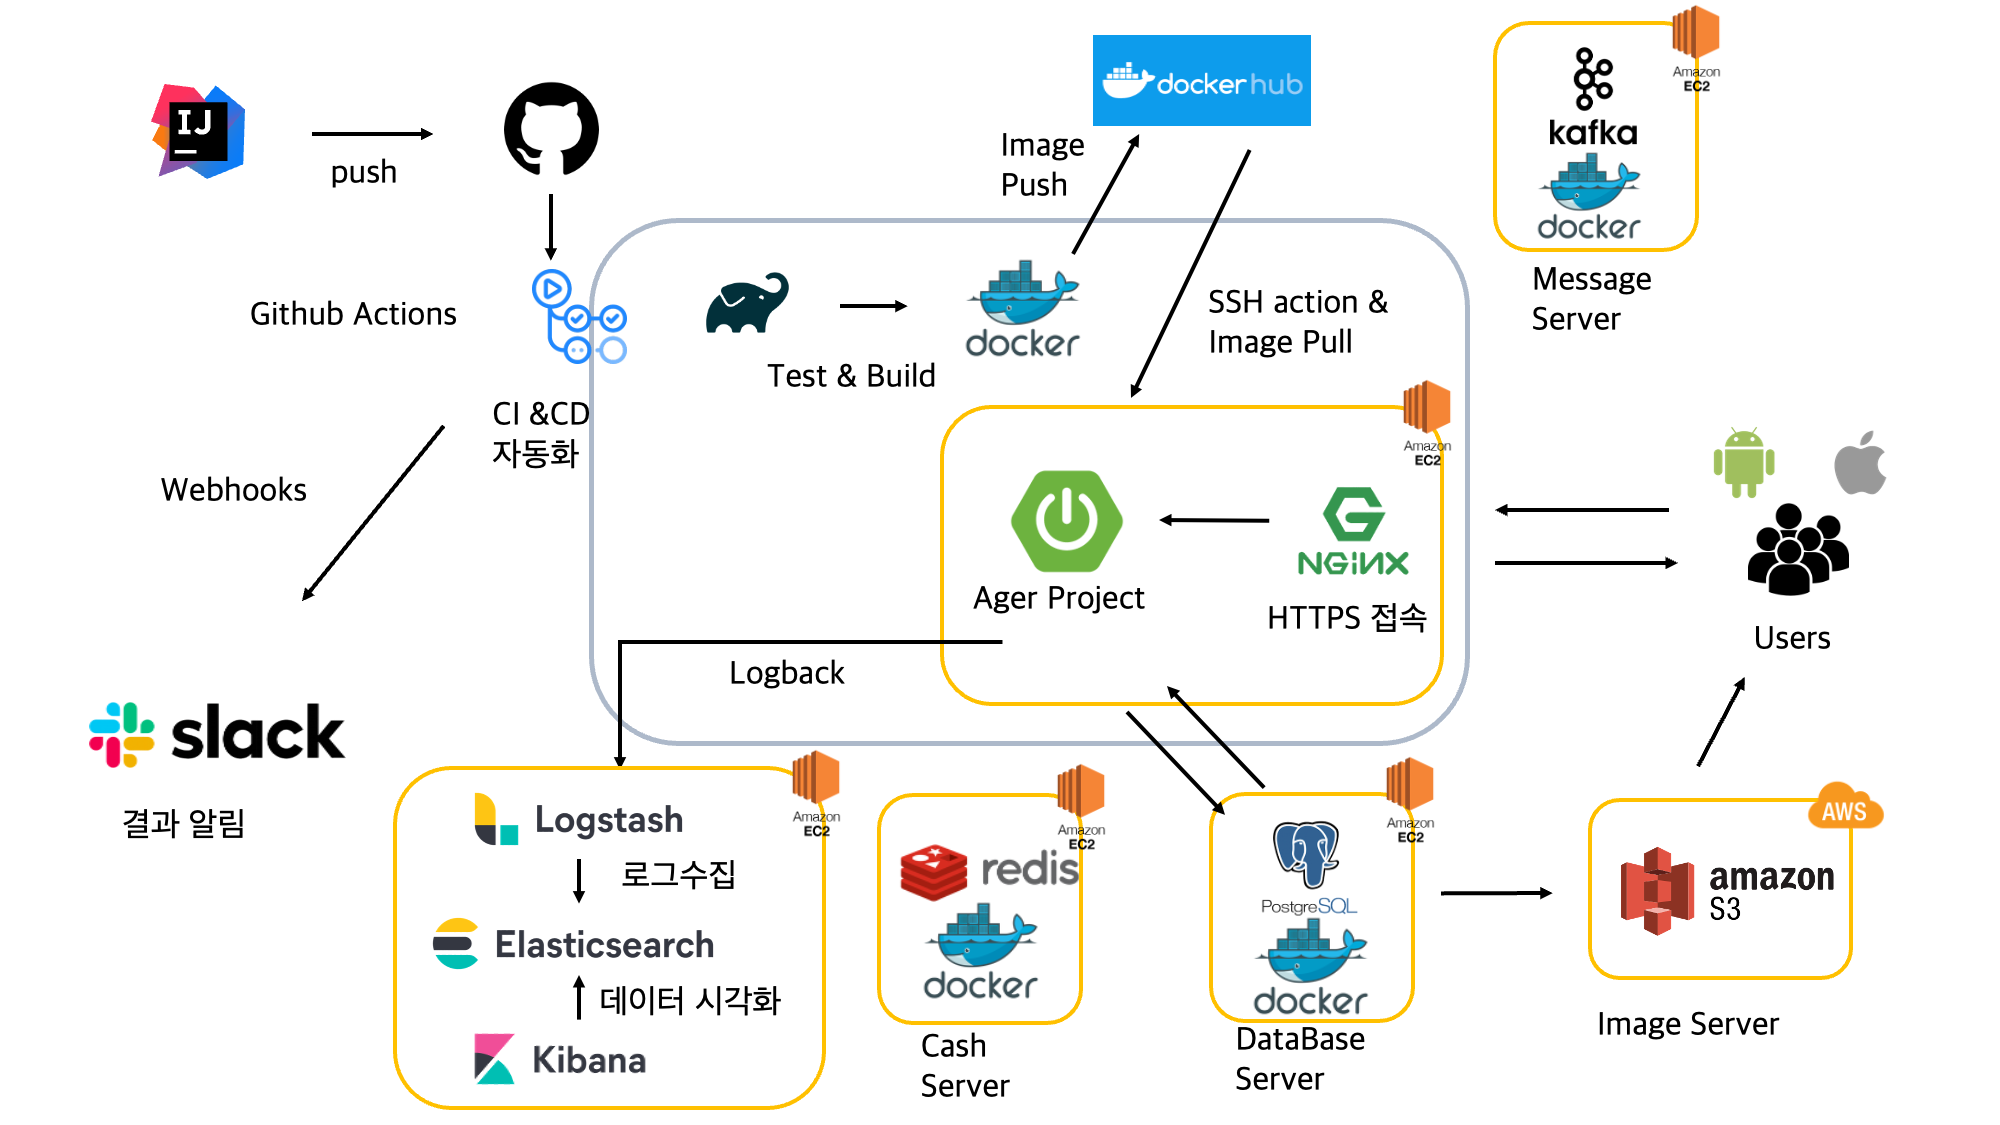 IJ
push
Github Actions
CI &CD
자동화
Webhooks
slack
결과 알림
docker hub
Image
Push
SSH action &
Image Pull
docker
Test & Build
Amazon
EC2
kafka
docker
Message
Server
Amazon
EC2
Ager Project
NGiNX
HTTPS 접속
Users
Logback
Amazon
EC2
Logstash
로그수집
Elasticsearch
데이터 시각화
Kibana
Amazon
EC2
redis
docker
Cash
Server
Amazon
EC2
PostgreSQL
docker
DataBase
Server
AWS
amazon
S3
Image Server